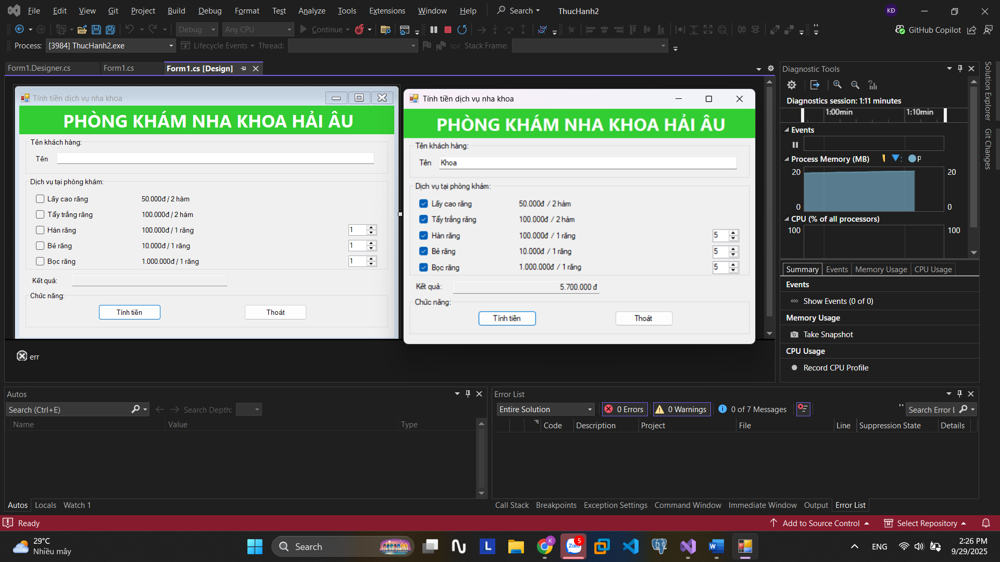 File Edit View Git Project Build Debug Format Test Analyze Tools Extensions Window Help Search ThucHanh2 KD
Debug Any CPU Continue GitHub Copilot
Process: [3984] ThucHanh2.exe Lifecycle Events Thread: Stack Frame:
Form1.Designer.cs Form1.cs Form1.cs [Design]
Tính tiền dịch vụ nha khoa
PHÒNG KHÁM NHA KHOA HẢI ÂU
Tên khách hàng:
Tên
Dịch vụ tại phòng khám:
Lấy cao răng 50.000đ / 2 hàm
Tẩy trắng răng 100.000đ / 2 hàm
Hàn răng 100.000đ / 1 răng 1
Bẻ răng 10.000đ / 1 răng 1
Bọc răng 1.000.000đ / 1 răng 1
Kết quả:
Chức năng:
Tính tiền Thoát
err
Tính tiền dịch vụ nha khoa
PHÒNG KHÁM NHA KHOA HẢI ÂU
Tên khách hàng:
Tên Khoa
Dịch vụ tại phòng khám:
Lấy cao răng 50.000đ / 2 hàm
Tẩy trắng răng 100.000đ / 2 hàm
Hàn răng 100.000đ / 1 răng 5
Bẻ răng 10.000đ / 1 răng 5
Bọc răng 1.000.000đ / 1 răng 5
Kết quả: 5.700.000 đ
Chức năng:
Tính tiền Thoát
Diagnostic Tools
Diagnostics session: 1:11 minutes
1:00min 1:10min
Events
Process Memory (MB) P
20 20
0 0
CPU (% of all processors)
100 100
Summary Events Memory Usage CPU Usage
Events
Show Events (0 of 0)
Memory Usage
Take Snapshot
CPU Usage
Record CPU Profile
Solution Explorer
Git Changes
Autos
Search (Ctrl+E) Search Depth:
Name Value Type
Autos Locals Watch 1
Error List
Entire Solution 0 Errors 0 Warnings 0 of 7 Messages Search Error L
Code Description Project File Line Suppression State Details
Call Stack Breakpoints Exception Settings Command Window Immediate Window Output Error List
Ready Add to Source Control Select Repository
29°C
Nhiều mây
Search
L
K
Zalo
5
W
ENG
2:26 PM
9/29/2025